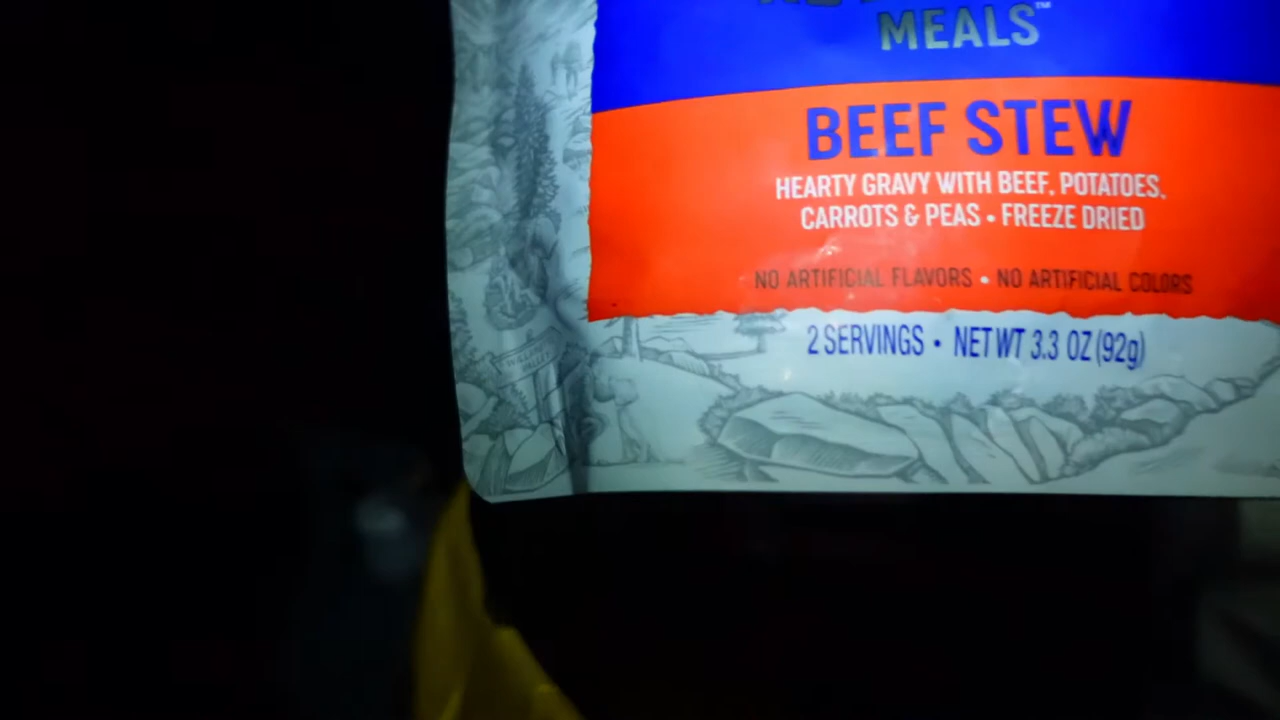 MEALS™
BEEF STEW
HEARTY GRAVY WITH BEEF, POTATOES,
CARROTS & PEAS • FREEZE DRIED
NO ARTIFICIAL FLAVORS • NO ARTIFICIAL COLORS
2 SERVINGS • NET WT 3.3 OZ (92g)